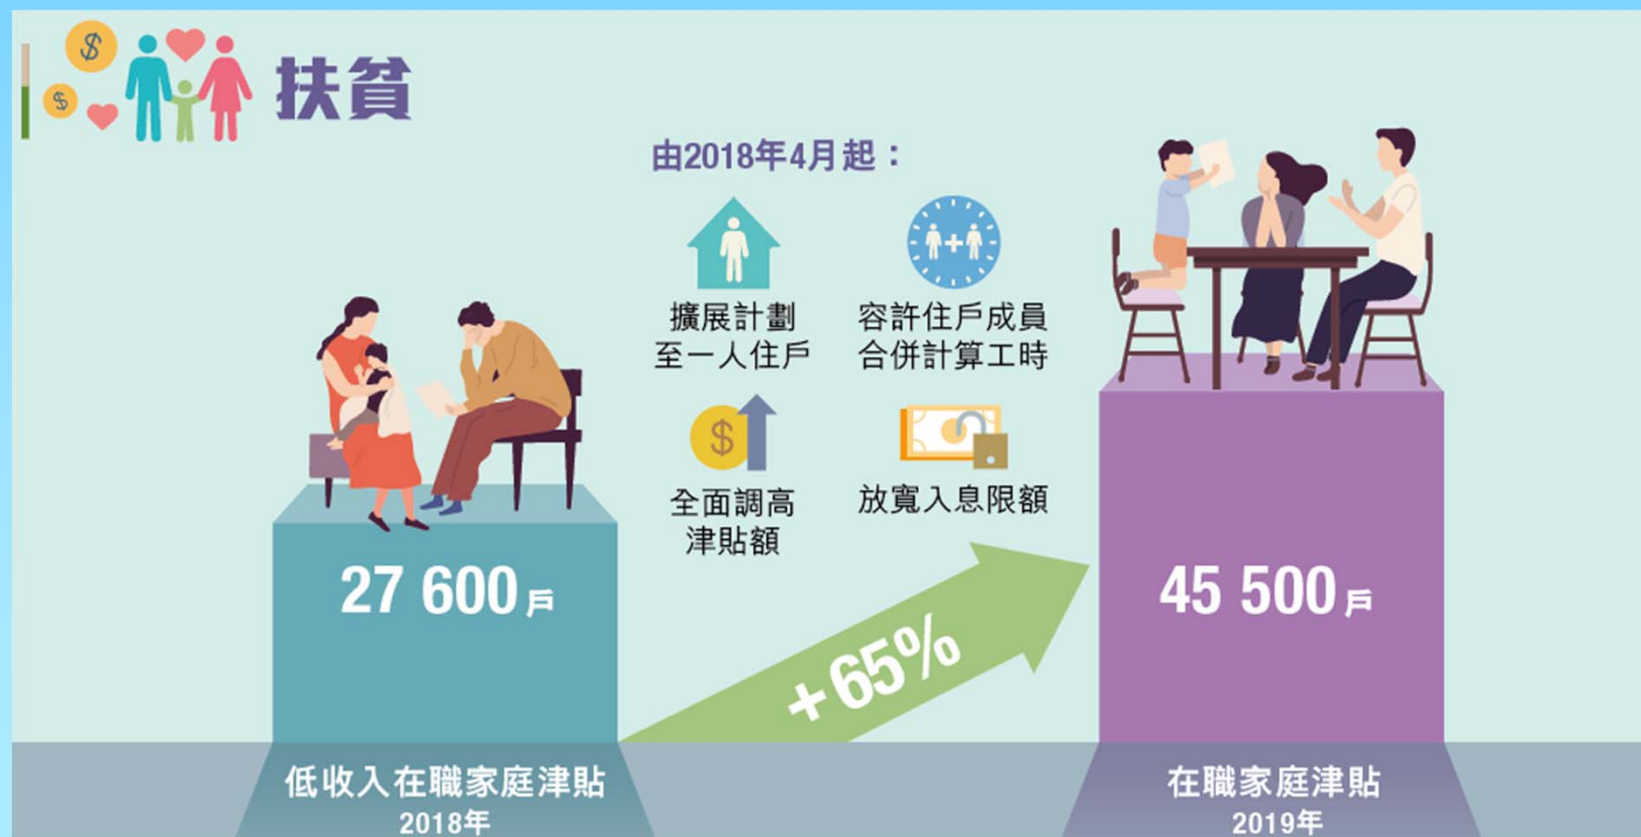 扶貧
由2018年4月起：
擴展計劃
至一人住戶
容許住戶成員
合併計算工時
全面調高
津貼額
放寬入息限額
27 600戶
+65%
45 500戶
低收入在職家庭津貼
2018年
在職家庭津貼
2019年